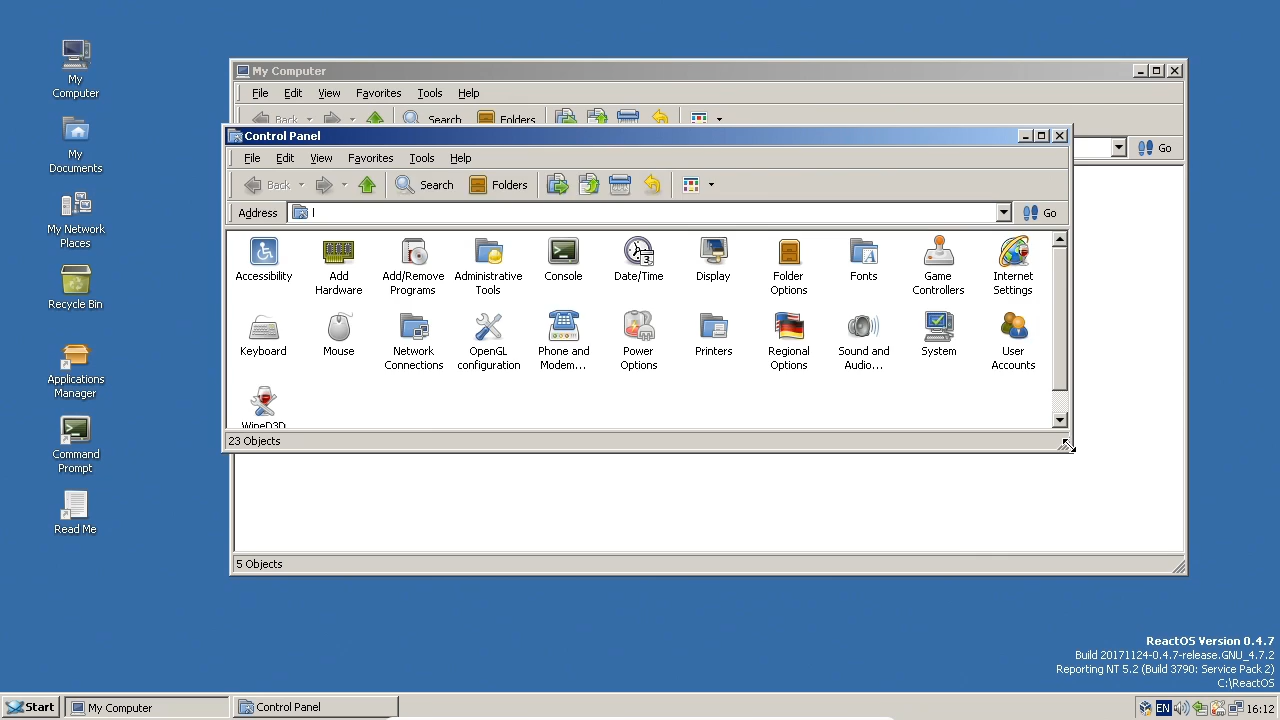 My
Computer
My
Documents
My Network
Places
Recycle Bin
Applications
Manager
Command
Prompt
Read Me
My Computer
File Edit View Favorites Tools Help
Back Search Folders
Go
Control Panel
File Edit View Favorites Tools Help
Back Search Folders
Address Go
Accessibility
Add
Hardware
Add/Remove
Programs
Administrative
Tools
Console
Date/Time
Display
Folder
Options
Fonts
Game
Controllers
Internet
Settings
Keyboard
Mouse
Network
Connections
OpenGL
configuration
Phone and
Modem...
Power
Options
Printers
Regional
Options
Sound and
Audio...
System
User
Accounts
WineD3D
23 Objects
5 Objects
ReactOS Version 0.4.7
Build 20171124-0.4.7-release.GNU_4.7.2
Reporting NT 5.2 (Build 3790: Service Pack 2)
C:\ReactOS
Start My Computer Control Panel EN 16:12